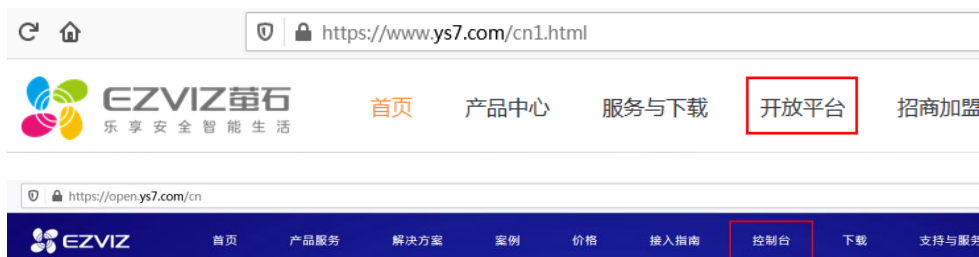 https://www.ys7.com/cn1.html
EZVIZ萤石 首页 产品中心 服务与下载 开放平台 招商加盟
乐享安全智能生活
https://open.ys7.com/cn
EZVIZ 首页 产品服务 解决方案 案例 价格 接入指南 控制台 下载 支持与服务